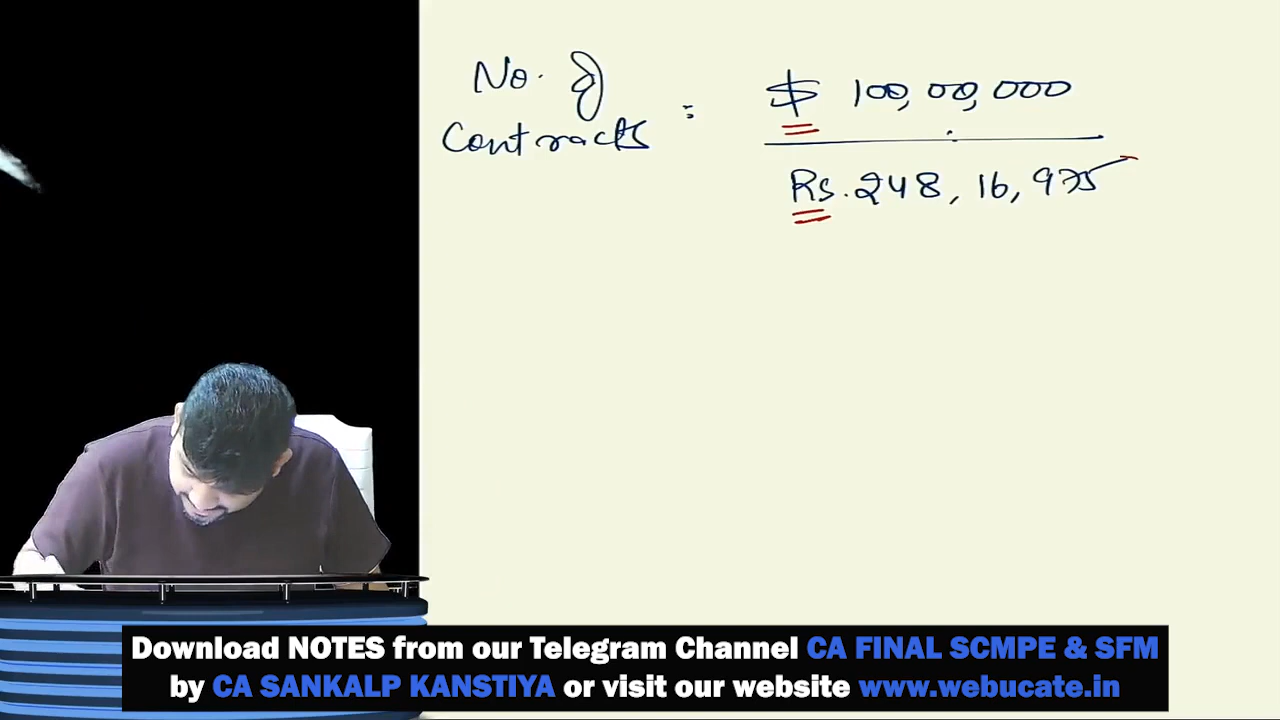 No. of
Contracts = $ 100,00,000
Rs. 248, 16, 975
Download NOTES from our Telegram Channel CA FINAL SCMPE & SFM
by CA SANKALP KANSTIYA or visit our website www.webucate.in